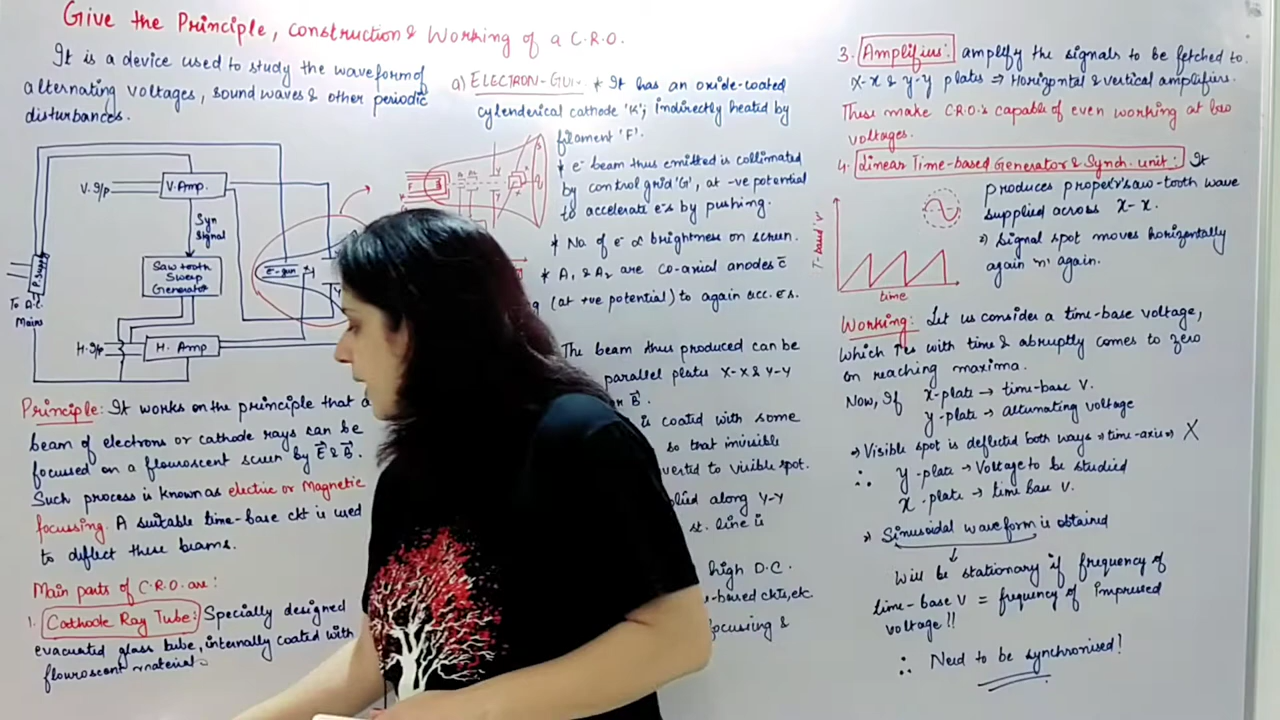 Give the Principle, construction & Working of a C.R.O.
It is a device used to study the waveform of
alternating voltages, sound waves & other periodic
disturbances.
V. I/p
V. Amp.
Syn
Signal
Saw tooth
Sweep
Generator
P. Supply
To A.C.
Mains
H. I/p
H. Amp
E-gun
Principle: It works on the principle that a
beam of electrons or cathode rays can be
focussed on a flouroscent screen by E & B.
Such process is known as electric or Magnetic
focussing. A suitable time-base ckt is used
to deflect these beams.
Main parts of C.R.O. are:
1. Cathode Ray Tube: Specially designed
evacuated glass tube, internally coated with
flouroscent material.
a) ELECTRON-GUN * It has an oxide-coated
cylenderical cathode 'K'; indirectly heated by
filament 'F'.
* e⁻ beam thus emitted is collimated
by control grid 'G', at -ve potential
to accelerate e⁻s by pushing.
* No. of e⁻ ∝ brightness on screen.
* A₁ & A₂ are co-axial anodes c̄
(at +ve potential) to again acc. e⁻s.
The beam thus produced can be
parallel plates X-X & Y-Y
is coated with some
so that invisible
verted to visible spot.
plied along Y-Y
st. line is
high D.C.
e-based ckts, etc.
focussing &
3. Amplifiers: amplify the signals to be fetched to
X-X & Y-Y plates ⇒ Horizontal & vertical amplifiers.
These make C.R.O.s capable of even working at low
voltages.
4. Linear Time-based Generator & Synch. unit: It
produces proper saw-tooth wave
supplied across X-X.
⇒ Signal spot moves horizontally
again 'n' again.
T-based 'V'
time
Working: Let us consider a time-base voltage,
which ↑es with time & abruptly comes to zero
on reaching maxima.
Now, If X-plate → time-base V.
Y-plate → alternating voltage
⇒ Visible spot is deflected both ways ⇒ time-axis ⇒ X
∴ Y-plate → Voltage to be studied
X-plate → time base V.
⇒ Sinusoidal waveform is obtained
Will be stationary if frequency of
time-base V = frequency of Impressed
voltage!!
∴ Need to be synchronised!